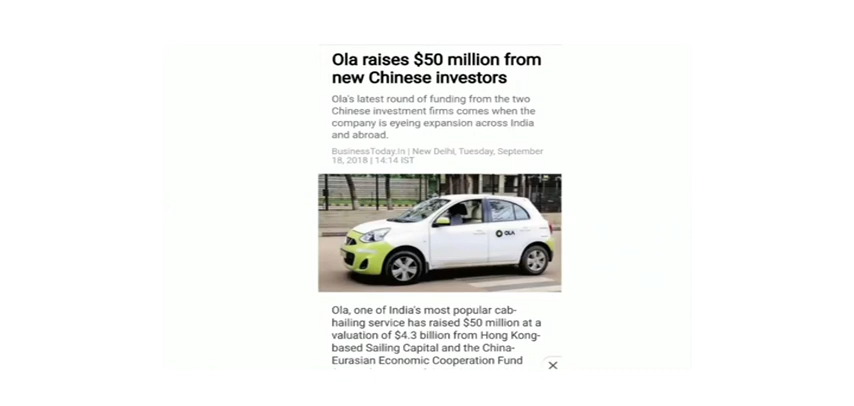 Ola raises $50 million from
new Chinese investors
Ola's latest round of funding from the two
Chinese investment firms comes when the
company is eyeing expansion across India
and abroad.
BusinessToday.In | New Delhi, Tuesday, September
18, 2018 | 14:14 IST
OLA
Ola, one of India's most popular cab-
hailing service has raised $50 million at a
valuation of $4.3 billion from Hong Kong-
based Sailing Capital and the China-
Eurasian Economic Cooperation Fund